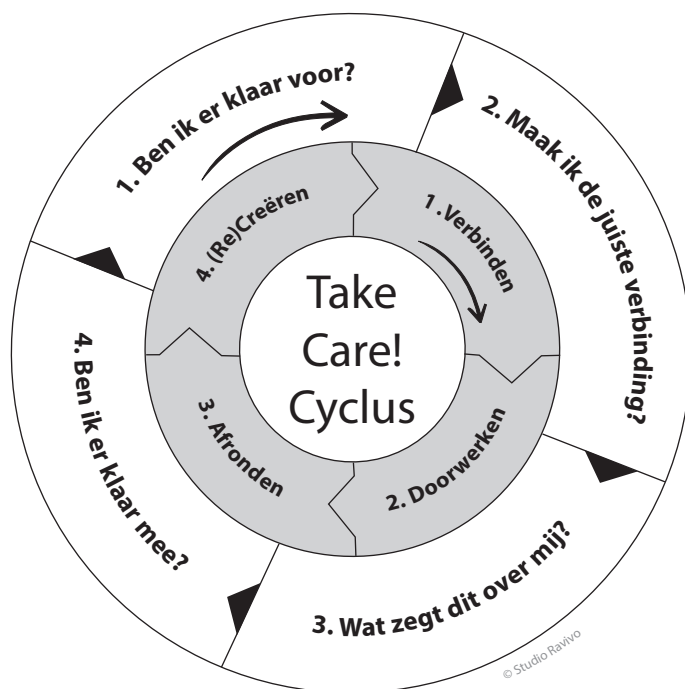 1. Ben ik er klaar voor?
2. Maak ik de juiste verbinding?
3. Wat zegt dit over mij?
4. Ben ik er klaar mee?
1 .Verbinden
2. Doorwerken
3. Afronden
4. (Re)Creëren
Take
Care!
Cyclus
© Studio Ravivo